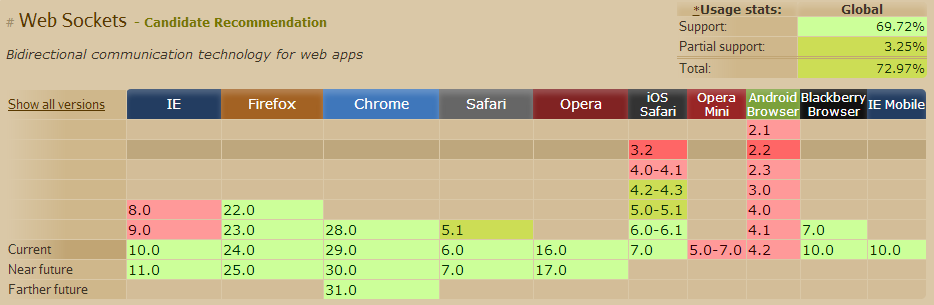 # Web Sockets - Candidate Recommendation
*Usage stats: Global
Support: 69.72%
Partial support: 3.25%
Total: 72.97%
Bidirectional communication technology for web apps
Show all versions IE Firefox Chrome Safari Opera iOS Safari Opera Mini Android Browser Blackberry Browser IE Mobile
2.1
3.2 2.2
4.0-4.1 2.3
4.2-4.3 3.0
8.0 22.0 5.0-5.1 4.0
9.0 23.0 28.0 5.1 6.0-6.1 4.1 7.0
Current 10.0 24.0 29.0 6.0 16.0 7.0 5.0-7.0 4.2 10.0 10.0
Near future 11.0 25.0 30.0 7.0 17.0
Farther future 31.0